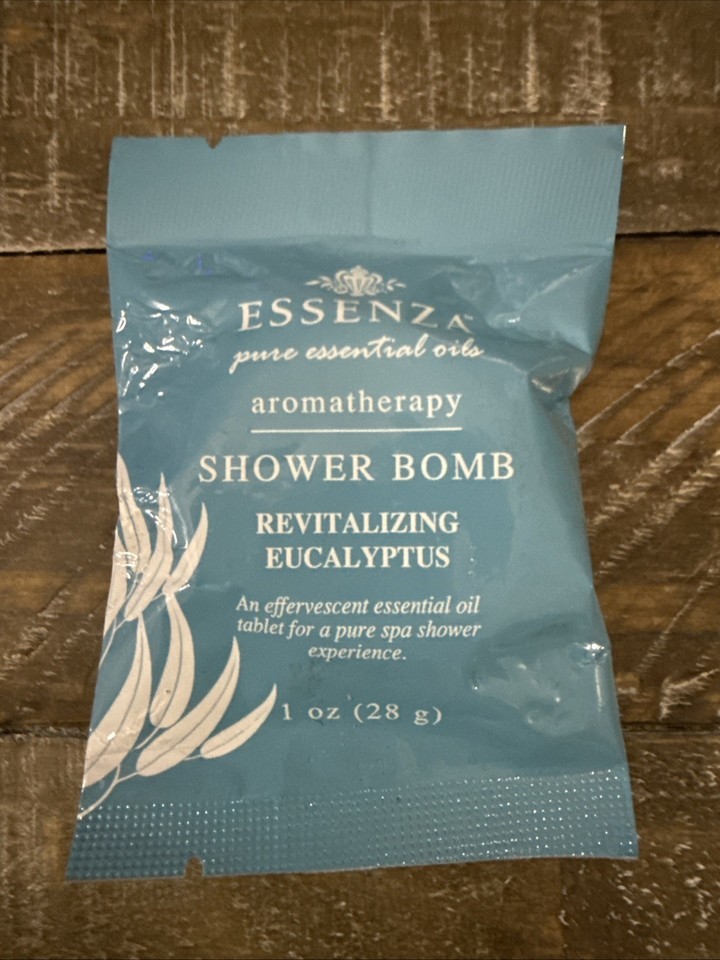 ESSENZA™
pure essential oils
aromatherapy
SHOWER BOMB
REVITALIZING
EUCALYPTUS
An effervescent essential oil
tablet for a pure spa shower
experience.
1 oz (28 g)